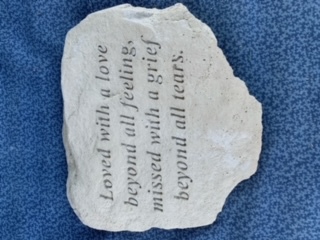 Loved with a love
beyond all feeling,
missed with a grief
beyond all tears.